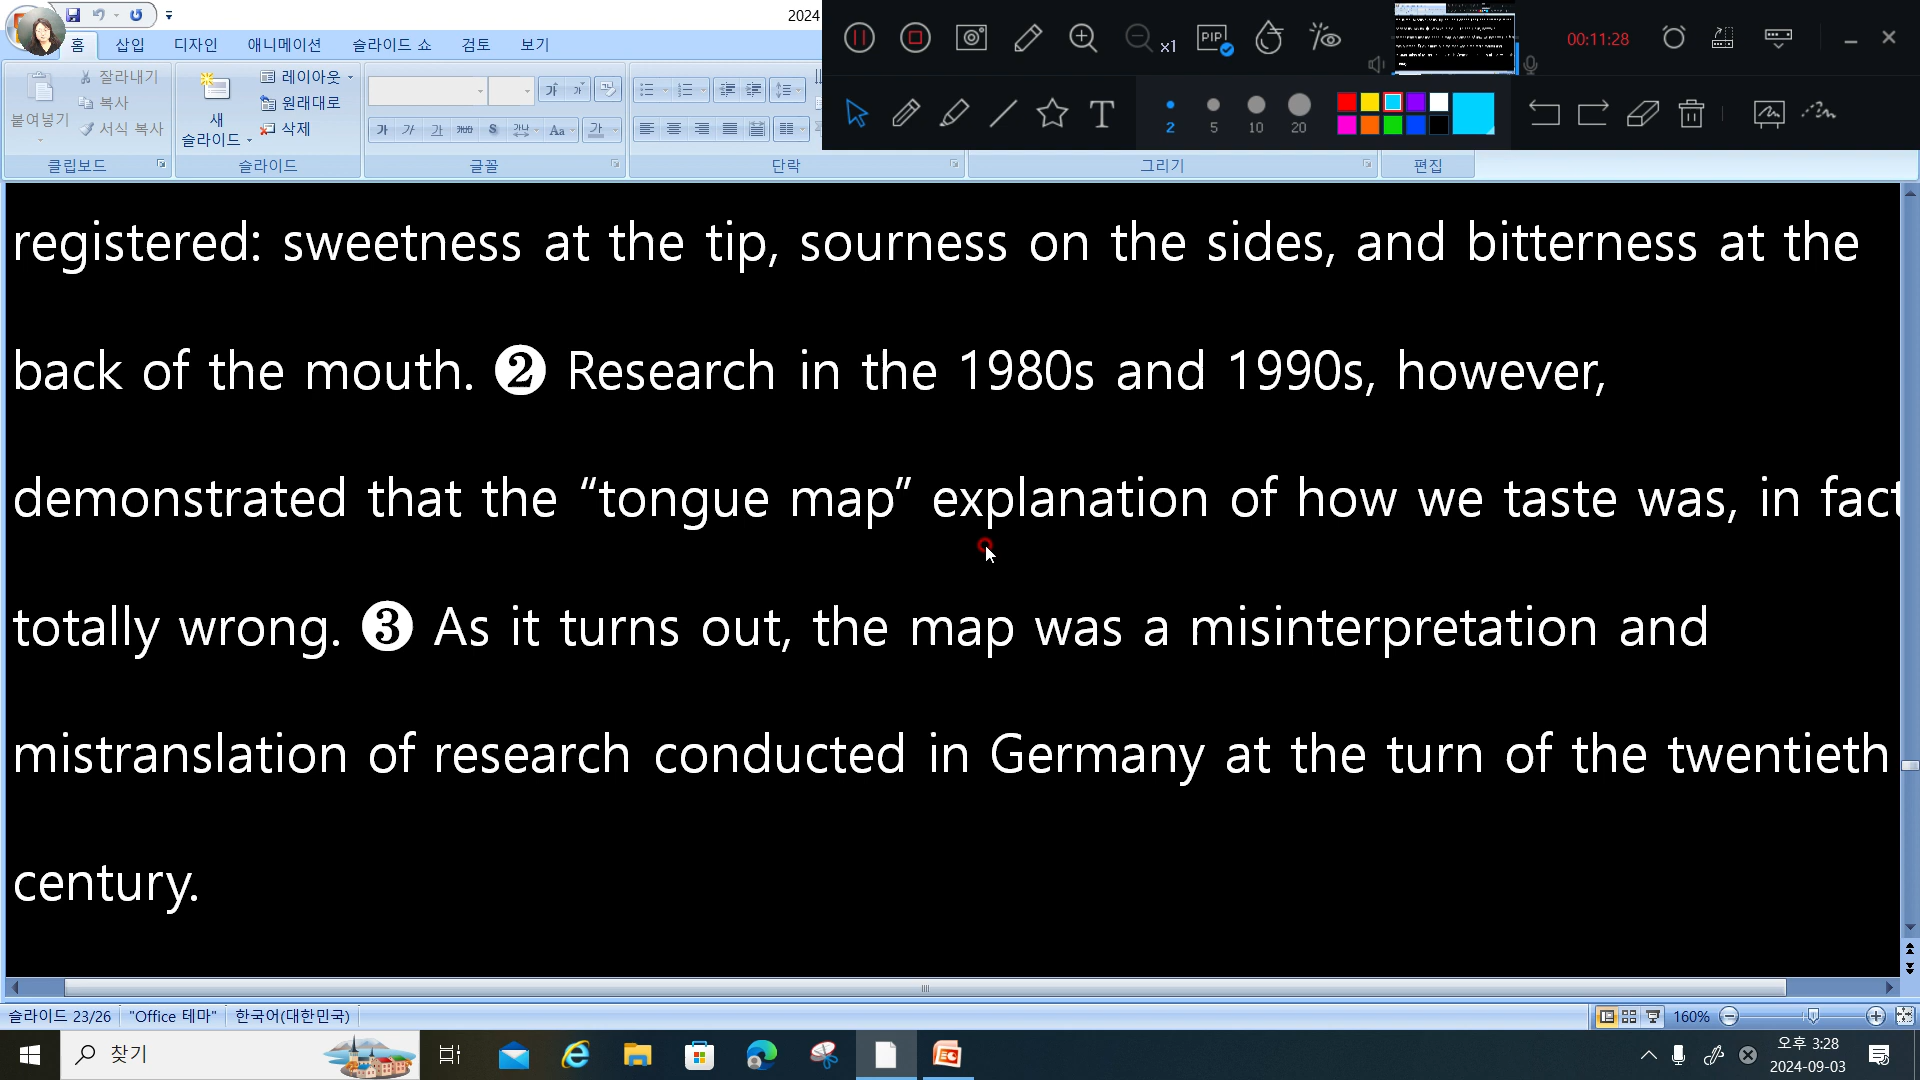 2024
홈 삽입 디자인 애니메이션 슬라이드 쇼 검토 보기
붙여넣기 잘라내기 복사 서식 복사
새 슬라이드 레이아웃 원래대로 삭제
클립보드 슬라이드 글꼴 단락 그리기 편집
x1 PIP 00:11:28
2 5 10 20
registered: sweetness at the tip, sourness on the sides, and bitterness at the
back of the mouth. ❷ Research in the 1980s and 1990s, however,
demonstrated that the “tongue map” explanation of how we taste was, in fact
totally wrong. ❸ As it turns out, the map was a misinterpretation and
mistranslation of research conducted in Germany at the turn of the twentieth
century.
슬라이드 23/26 "Office 테마" 한국어(대한민국) 160%
찾기
오후 3:28
2024-09-03